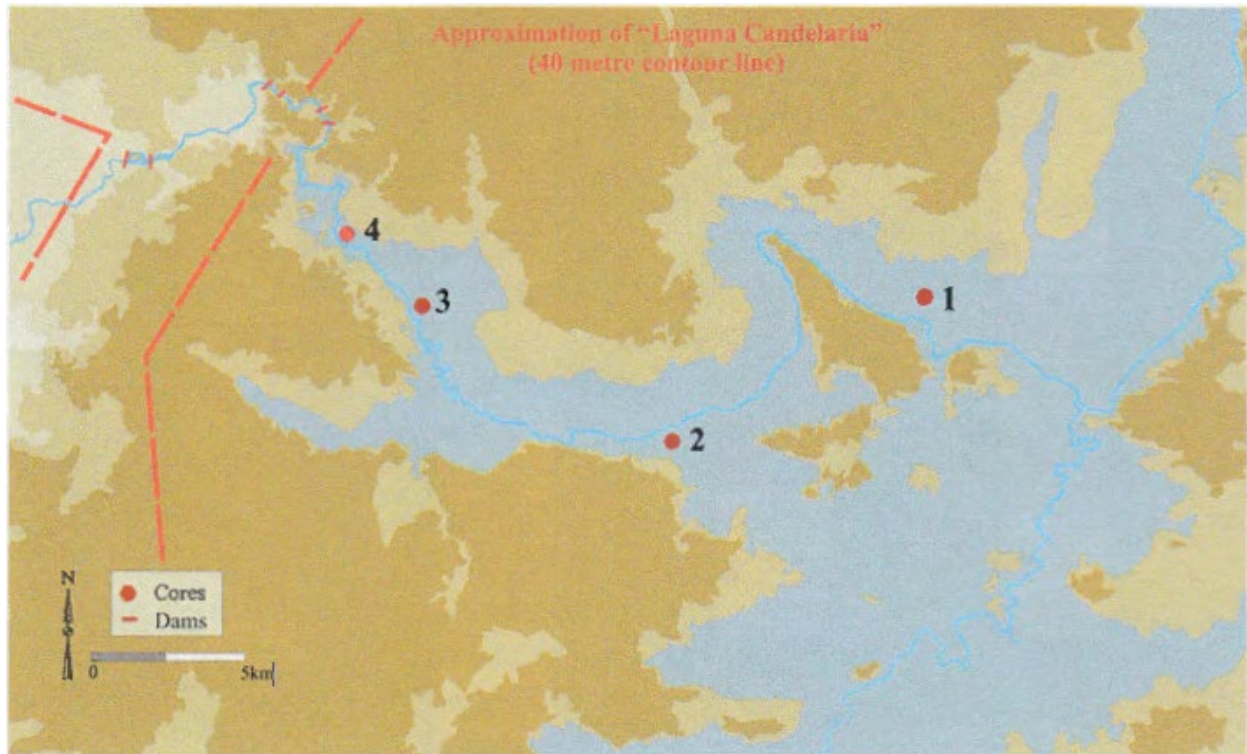 Approximation of “Laguna Candelaria”
(40 metre contour line)
4
3
1
2
N
Cores
Dams
0 5km